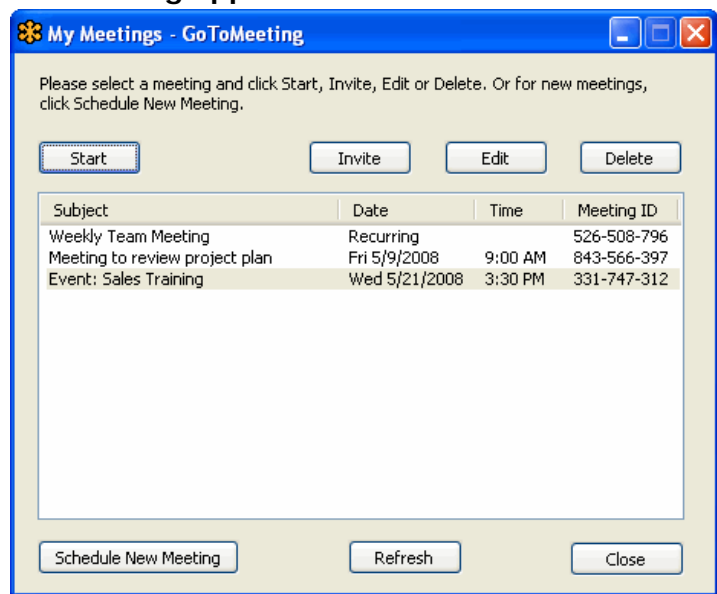 My Meetings - GoToMeeting
Please select a meeting and click Start, Invite, Edit or Delete. Or for new meetings,
click Schedule New Meeting.
Start Invite Edit Delete
Subject Date Time Meeting ID
Weekly Team Meeting Recurring 526-508-796
Meeting to review project plan Fri 5/9/2008 9:00 AM 843-566-397
Event: Sales Training Wed 5/21/2008 3:30 PM 331-747-312
Schedule New Meeting Refresh Close